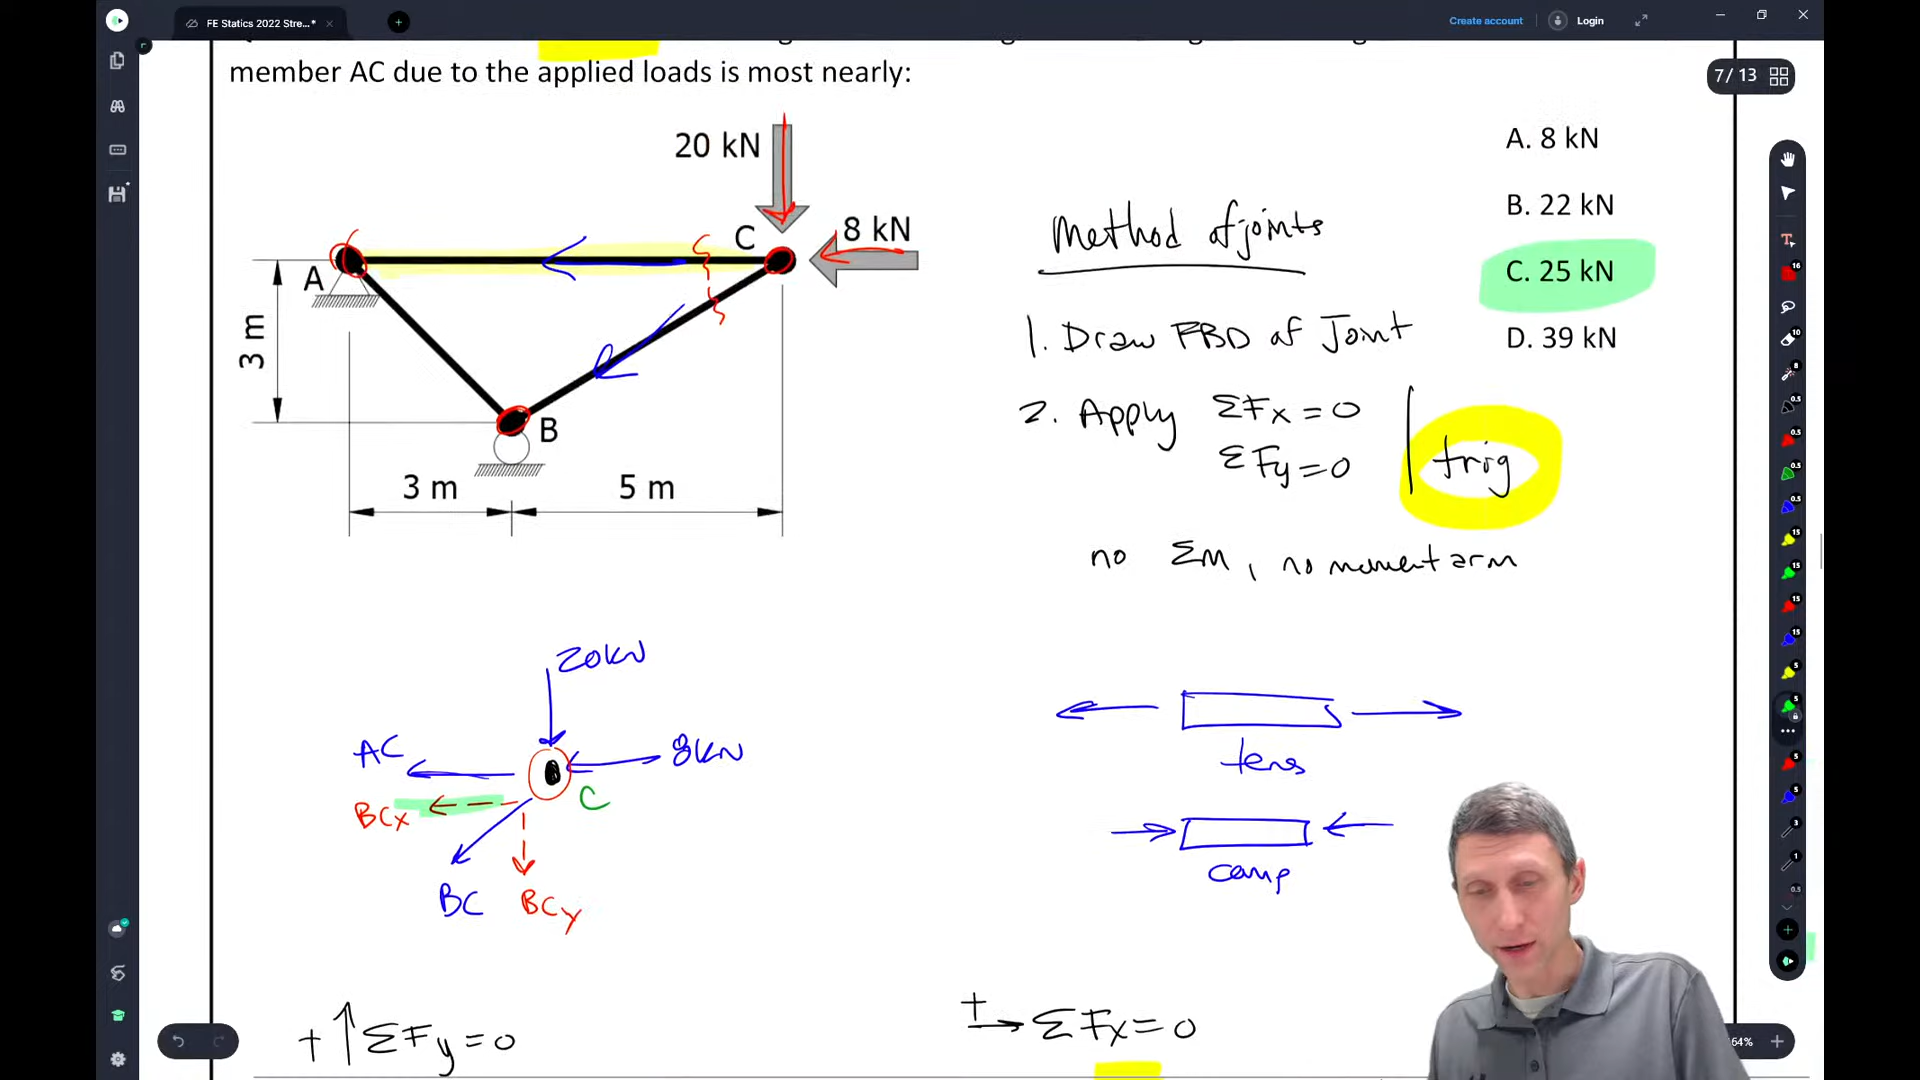 FE Statics 2022 Stre...*
Create account
Login
member AC due to the applied loads is most nearly:
7 / 13
20 kN
A. 8 kN
B. 22 kN
C. 25 kN
D. 39 kN
C
8 kN
A
3 m
B
3 m
5 m
Method of joints
1. Draw FBD of Joint
2. Apply ΣFx = 0
ΣFy = 0
trig
no ΣM, no moment arm
20kN
AC
8kN
BCx
C
BC
BCy
tens
comp
+ ↑ ΣFy = 0
+ → ΣFx = 0
64%